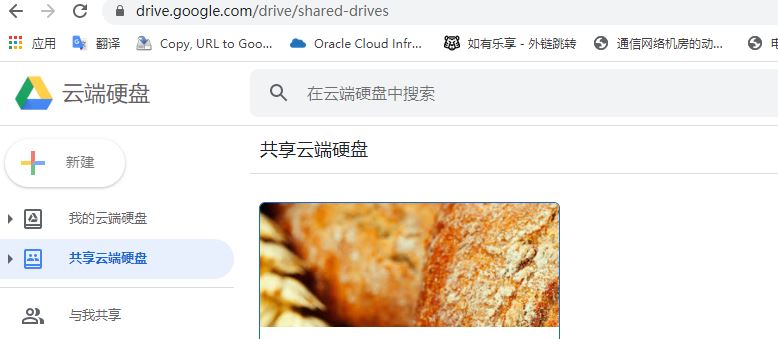 drive.google.com/drive/shared-drives
应用 翻译 Copy, URL to Goo... Oracle Cloud Infr... 如有乐享 - 外链跳转 通信网络机房的动...
云端硬盘 在云端硬盘中搜索
共享云端硬盘
新建
我的云端硬盘
共享云端硬盘
与我共享